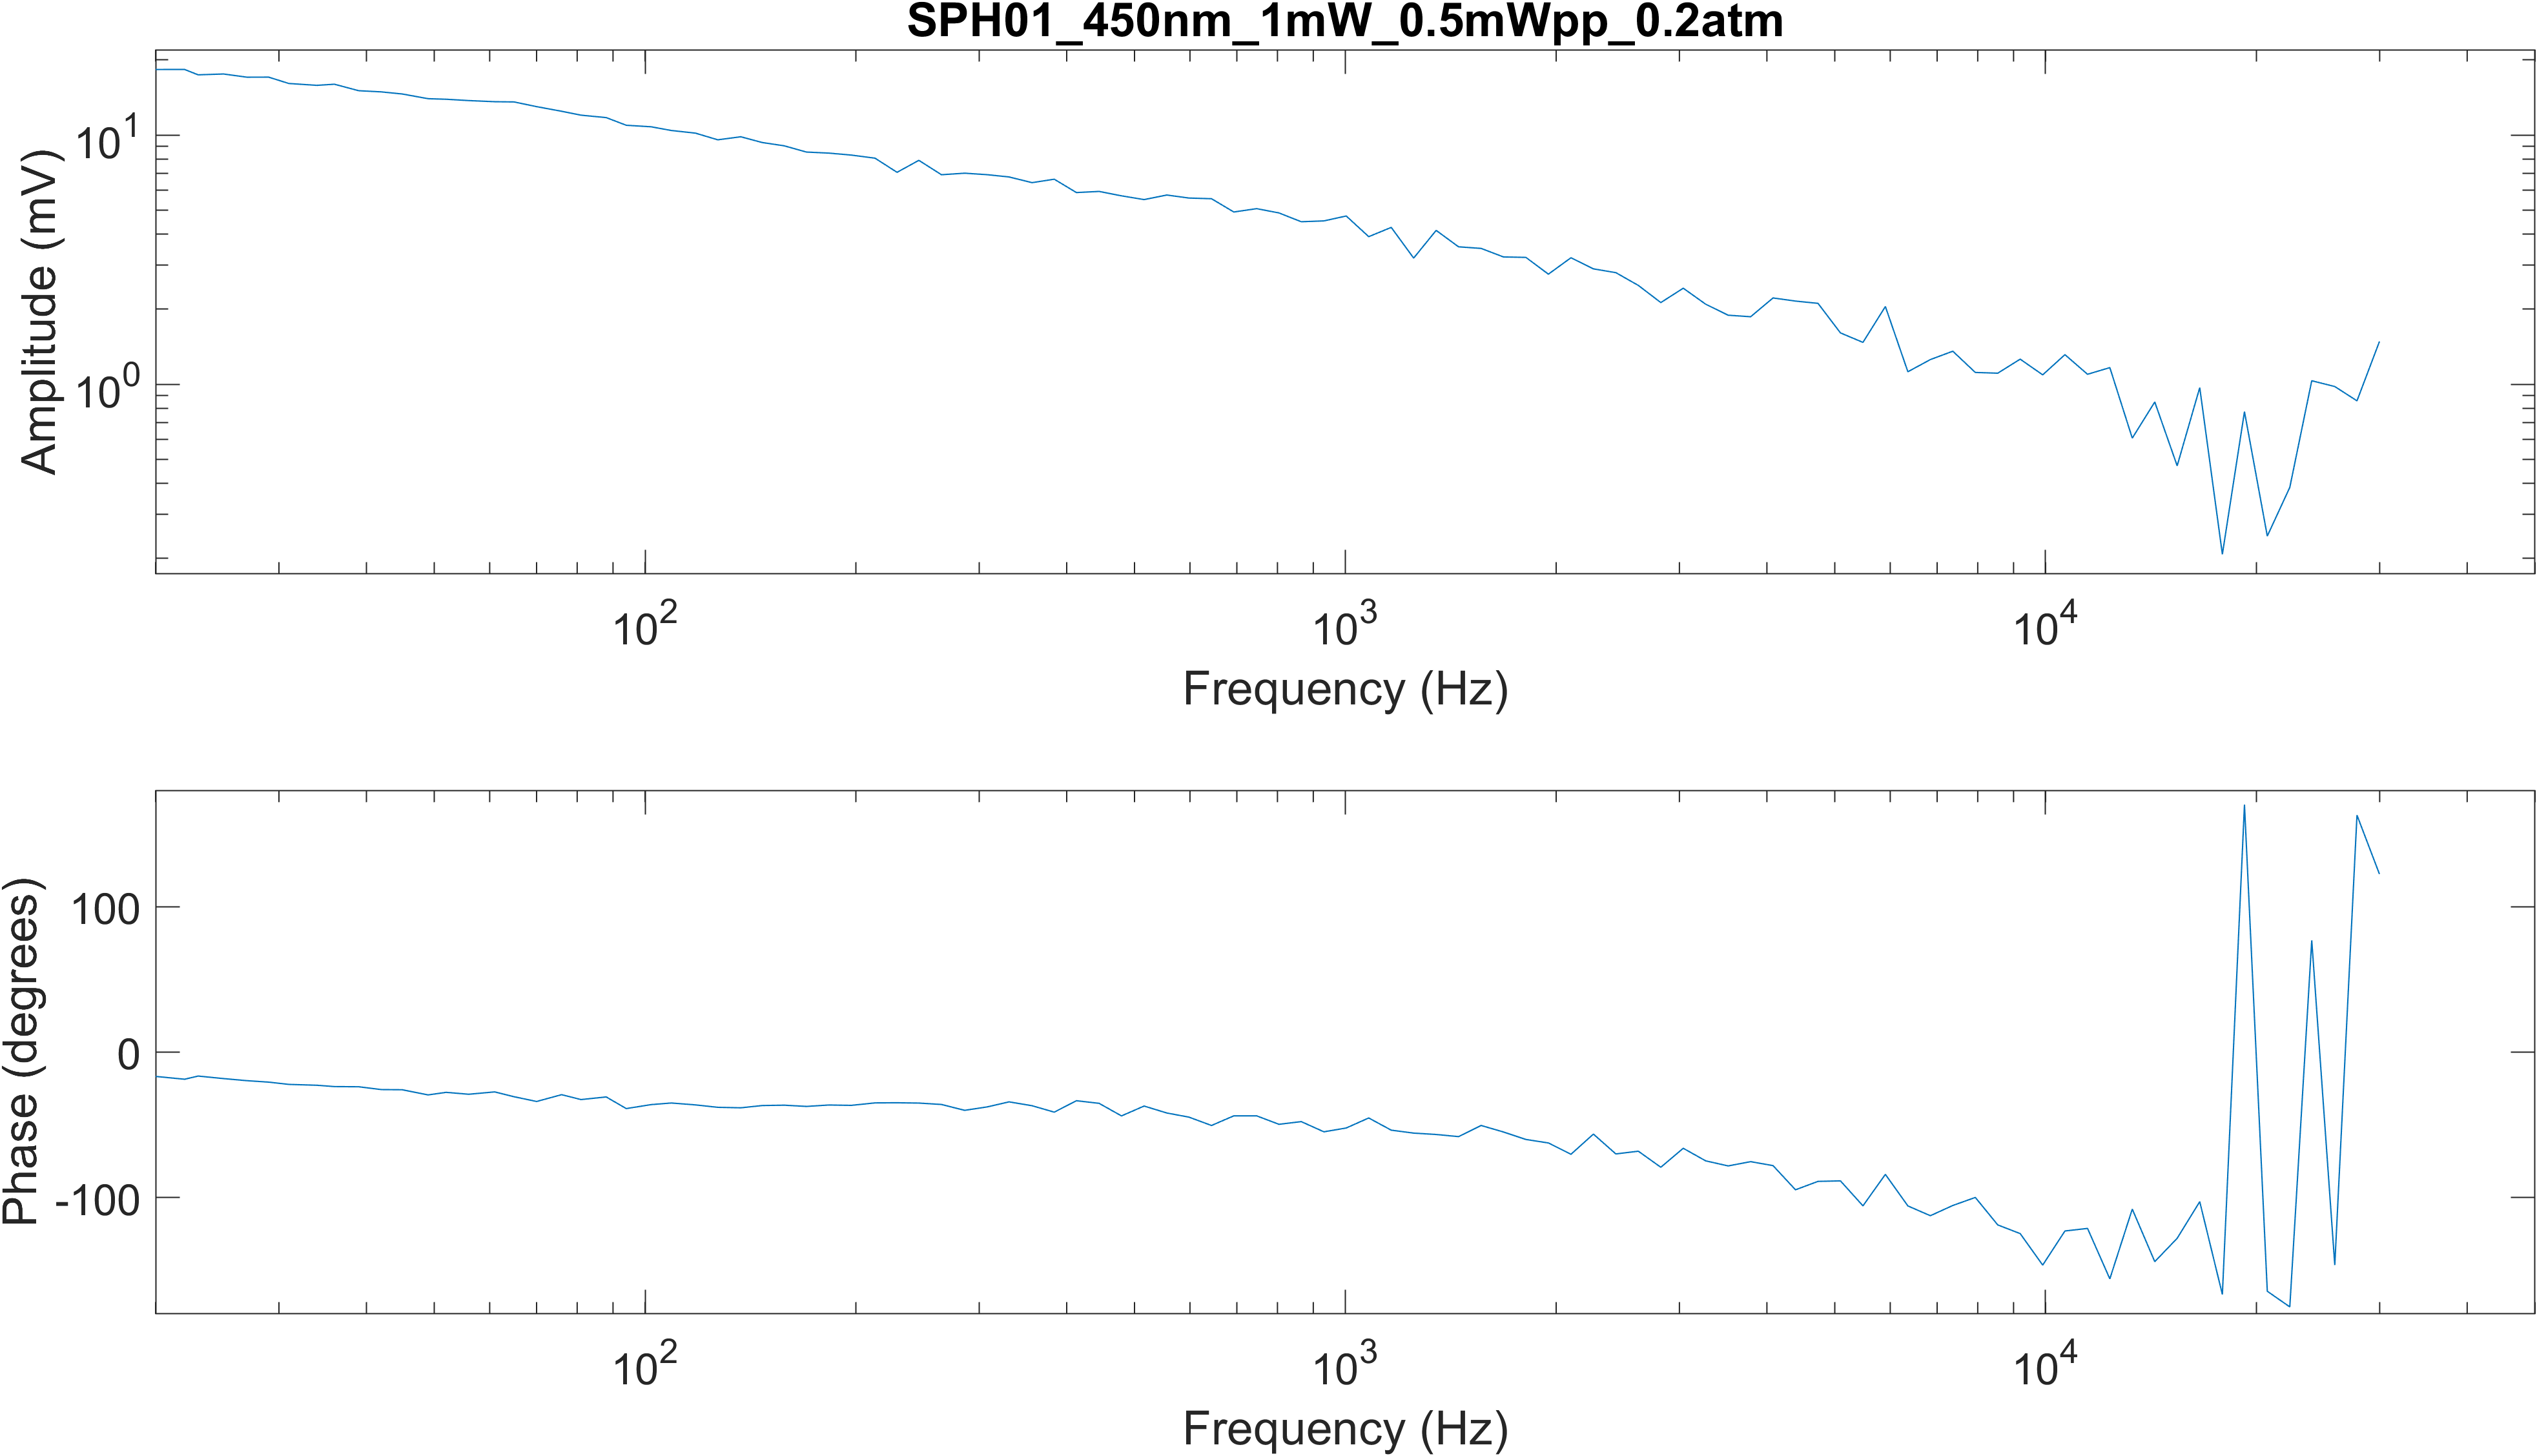 SPH01_450nm_1mW_0.5mWpp_0.2atm
Amplitude (mV)
10^1
10^0
10^2
10^3
10^4
Frequency (Hz)
Phase (degrees)
100
0
-100
10^2
10^3
10^4
Frequency (Hz)